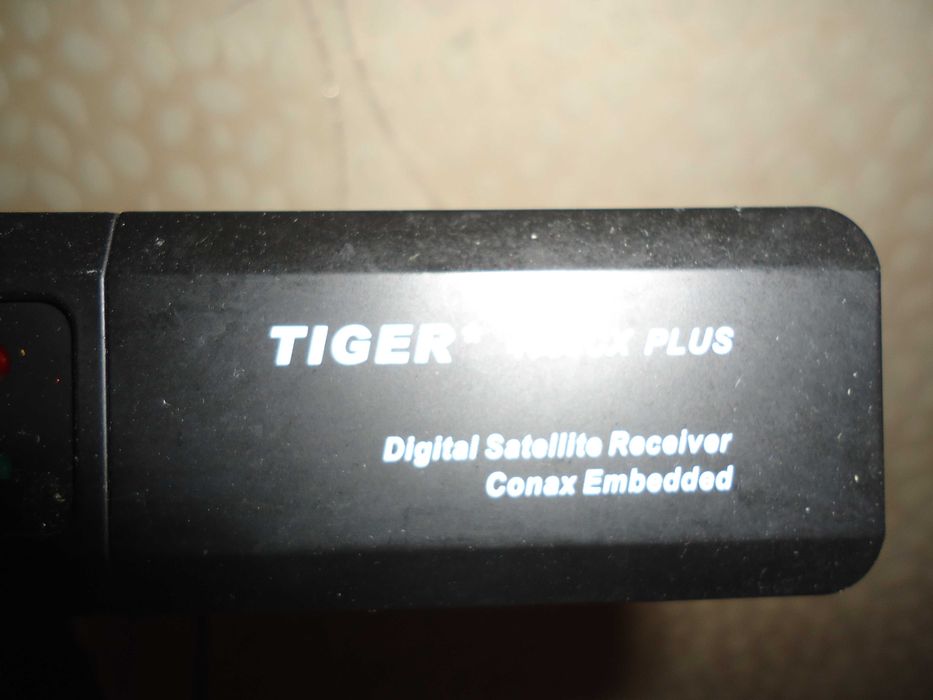 TIGER* PLUS
Digital Satellite Receiver
Conax Embedded